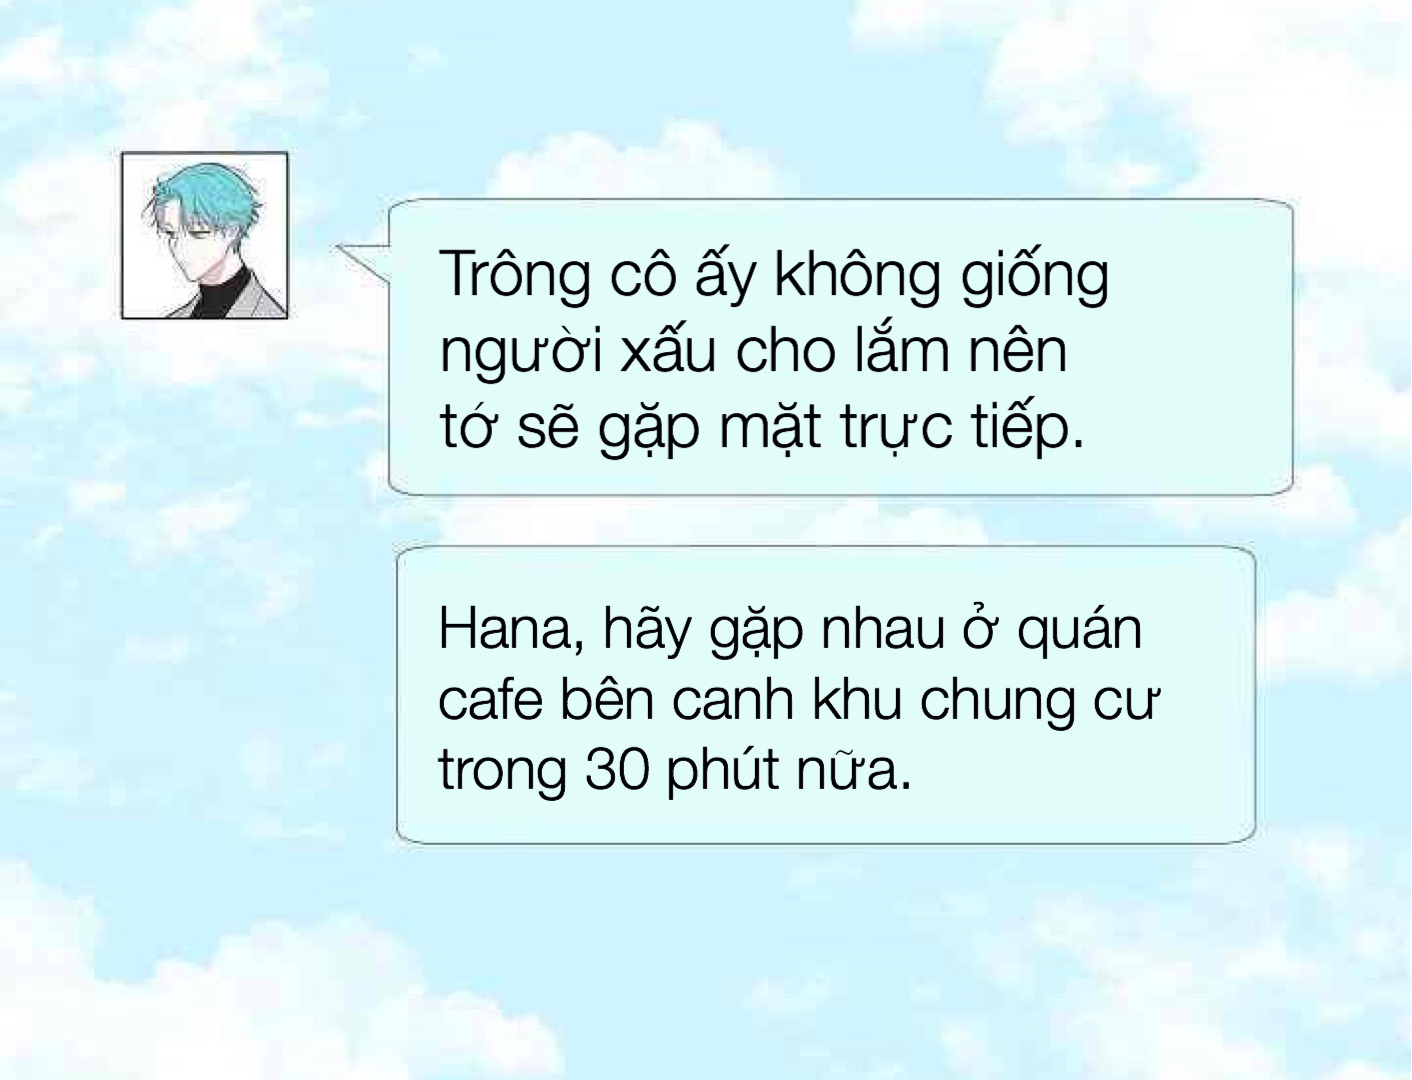 Trông cô ấy không giống
người xấu cho lắm nên
tớ sẽ gặp mặt trực tiếp.
Hana, hãy gặp nhau ở quán
cafe bên canh khu chung cư
trong 30 phút nữa.